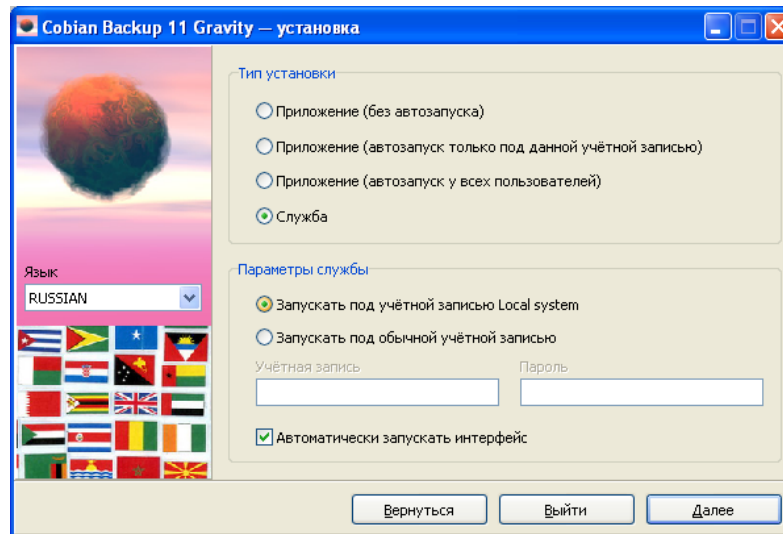 Cobian Backup 11 Gravity — установка
Тип установки
Приложение (без автозапуска)
Приложение (автозапуск только под данной учётной записью)
Приложение (автозапуск у всех пользователей)
Служба
Язык
RUSSIAN
Параметры службы
Запускать под учётной записью Local system
Запускать под обычной учётной записью
Учётная запись
Пароль
Автоматически запускать интерфейс
Вернуться
Выйти
Далее